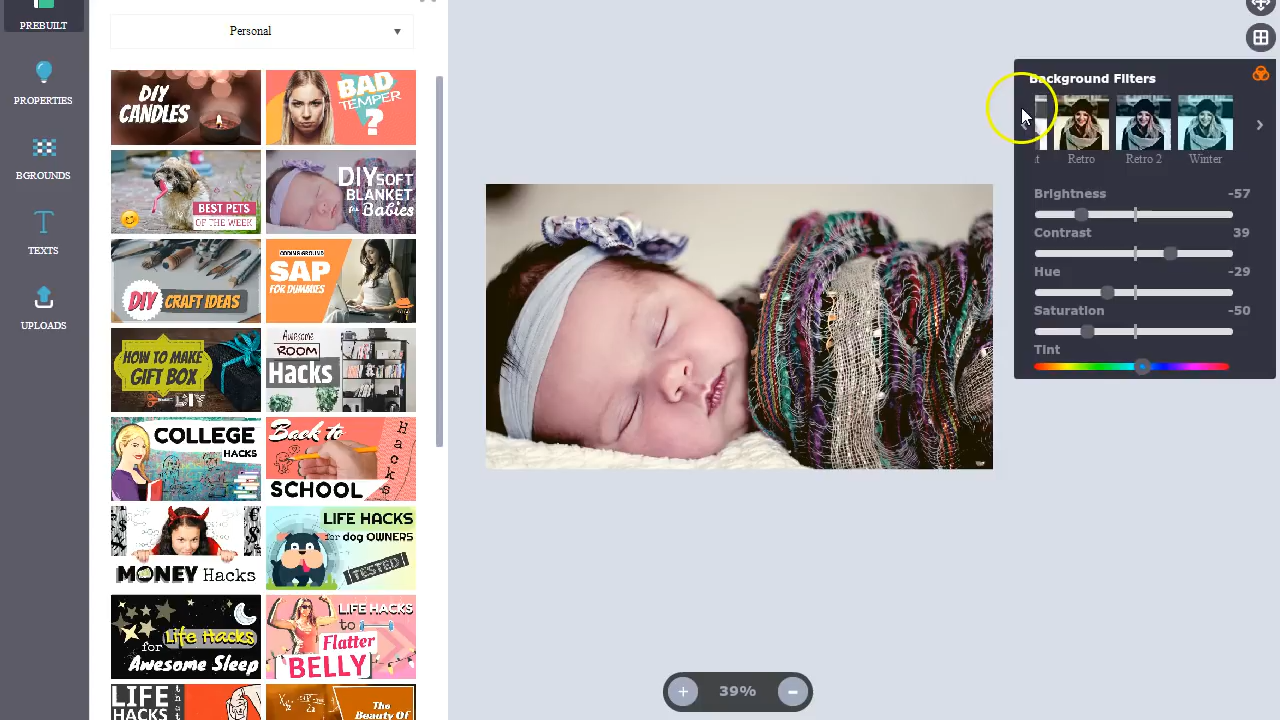 PREBUILT
PROPERTIES
BGROUNDS
TEXTS
UPLOADS
Personal
DIY
CANDLES
BAD
TEMPER
?
BEST PETS
OF THE WEEK
DIY SOFT
BLANKET
for Babies
DIY CRAFT IDEAS
CODING GROUND
SAP
FOR DUMMIES
HOW TO MAKE
GIFT BOX
DIY
Awesome
ROOM
Hacks
COLLEGE
HACKS
Back to
Hacks
SCHOOL
MONEY Hacks
LIFE HACKS
for dog OWNERS
TESTED
Life Hacks
for
Awesome Sleep
LIFE HACKS
to
Flatter
BELLY
LIFE
HACKS
The
Beauty Of
Background Filters
Retro
Retro 2
Winter
Brightness -57
Contrast 39
Hue -29
Saturation -50
Tint
+ 39% −